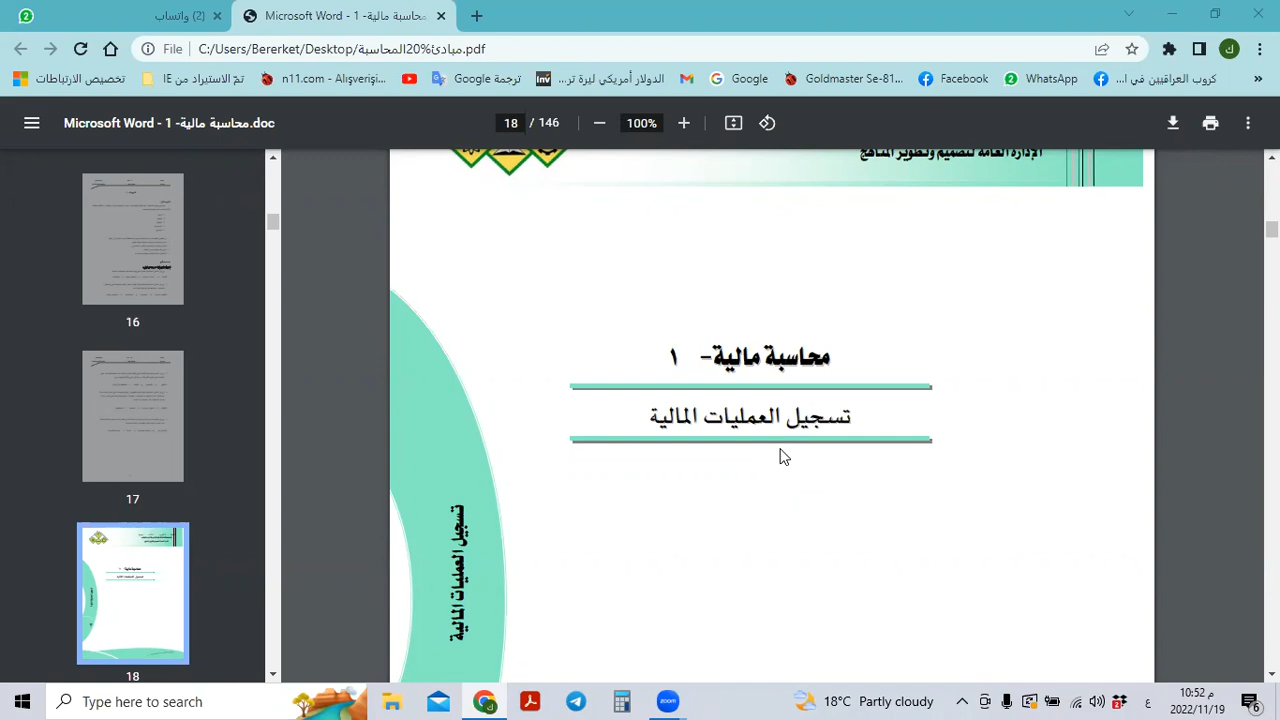 (2) واتساب
Microsoft Word - 1 -محاسبة مالية
File
C:/Users/Bererket/Desktop/مبادئ%20المحاسبة.pdf
تخصيص الارتباطات
تمّ الاستيراد من IE
n11.com - Alışverişi...
ترجمة Google
الدولار أمريكي ليرة تر...
Google
Goldmaster Se-81...
Facebook
WhatsApp
كروب العراقيين في ا...
Microsoft Word - 1 -محاسبة مالية.doc
18 / 146
100%
16
17
18
الإدارة العامة لتصميم وتطوير المناهج
محاسبة مالية- ١
تسجيل العمليات المالية
تسجيل العمليات المالية
Type here to search
zoom
18°C Partly cloudy
ع
10:52 م
2022/11/19